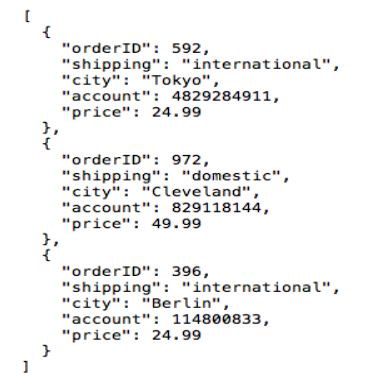 [
{
"orderID": 592,
"shipping": "international",
"city": "Tokyo",
"account": 4829284911,
"price": 24.99
},
{
"orderID": 972,
"shipping": "domestic",
"city": "Cleveland",
"account": 829118144,
"price": 49.99
},
{
"orderID": 396,
"shipping": "international",
"city": "Berlin",
"account": 114800833,
"price": 24.99
}
]